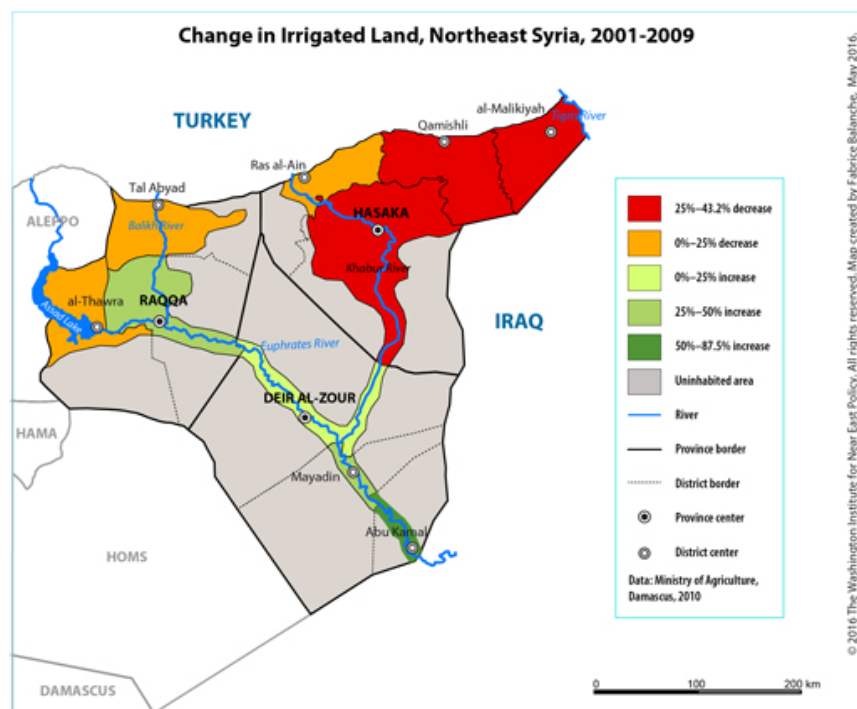 Change in Irrigated Land, Northeast Syria, 2001-2009
TURKEY
al-Malikiyah
Tigris River
Qamishli
Ras al-Ain
Tal Abyad
ALEPPO
Balikh River
HASAKA
Khabur River
al-Thawra
RAQQA
Assad Lake
IRAQ
Euphrates River
DEIR AL-ZOUR
HAMA
Mayadin
Abu Kamal
HOMS
DAMASCUS
25%–43.2% decrease
0%–25% decrease
0%–25% increase
25%–50% increase
50%–87.5% increase
Uninhabited area
River
Province border
District border
Province center
District center
Data: Ministry of Agriculture,
Damascus, 2010
0 100 200 km
© 2016 The Washington Institute for Near East Policy. All rights reserved. Map created by Fabrice Balanche, May 2016.